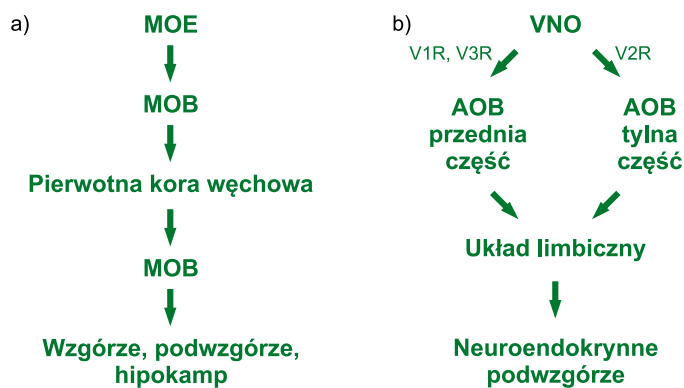 a)
MOE
MOB
Pierwotna kora węchowa
MOB
Wzgórze, podwzgórze,
hipokamp
b)
VNO
V1R, V3R
V2R
AOB
przednia
część
AOB
tylna
część
Układ limbiczny
Neuroendokrynne
podwzgórze